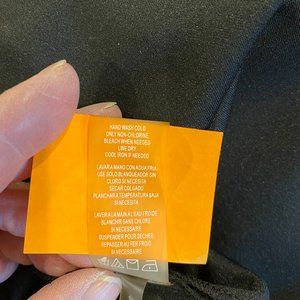 HAND WASH COLD
ONLY NON-CHLORINE
BLEACH WHEN NEEDED
LINE DRY
COOL IRON IF NEEDED
LAVAR A MANO CON AGUA FRIA
USE SOLO BLANQUEADOR SIN
CLORO SI NECESITA
SECAR COLGADO
PLANCHAR A TEMPERATURA BAJA
SI NECESITA
LAVER A LA MAIN A L'EAU FROIDE
BLANCHIR SANS CHLORE
SI NECESSAIRE
SUSPENDRE POUR SECHER
REPASSER AU FER FROID
SI NECESSAIRE